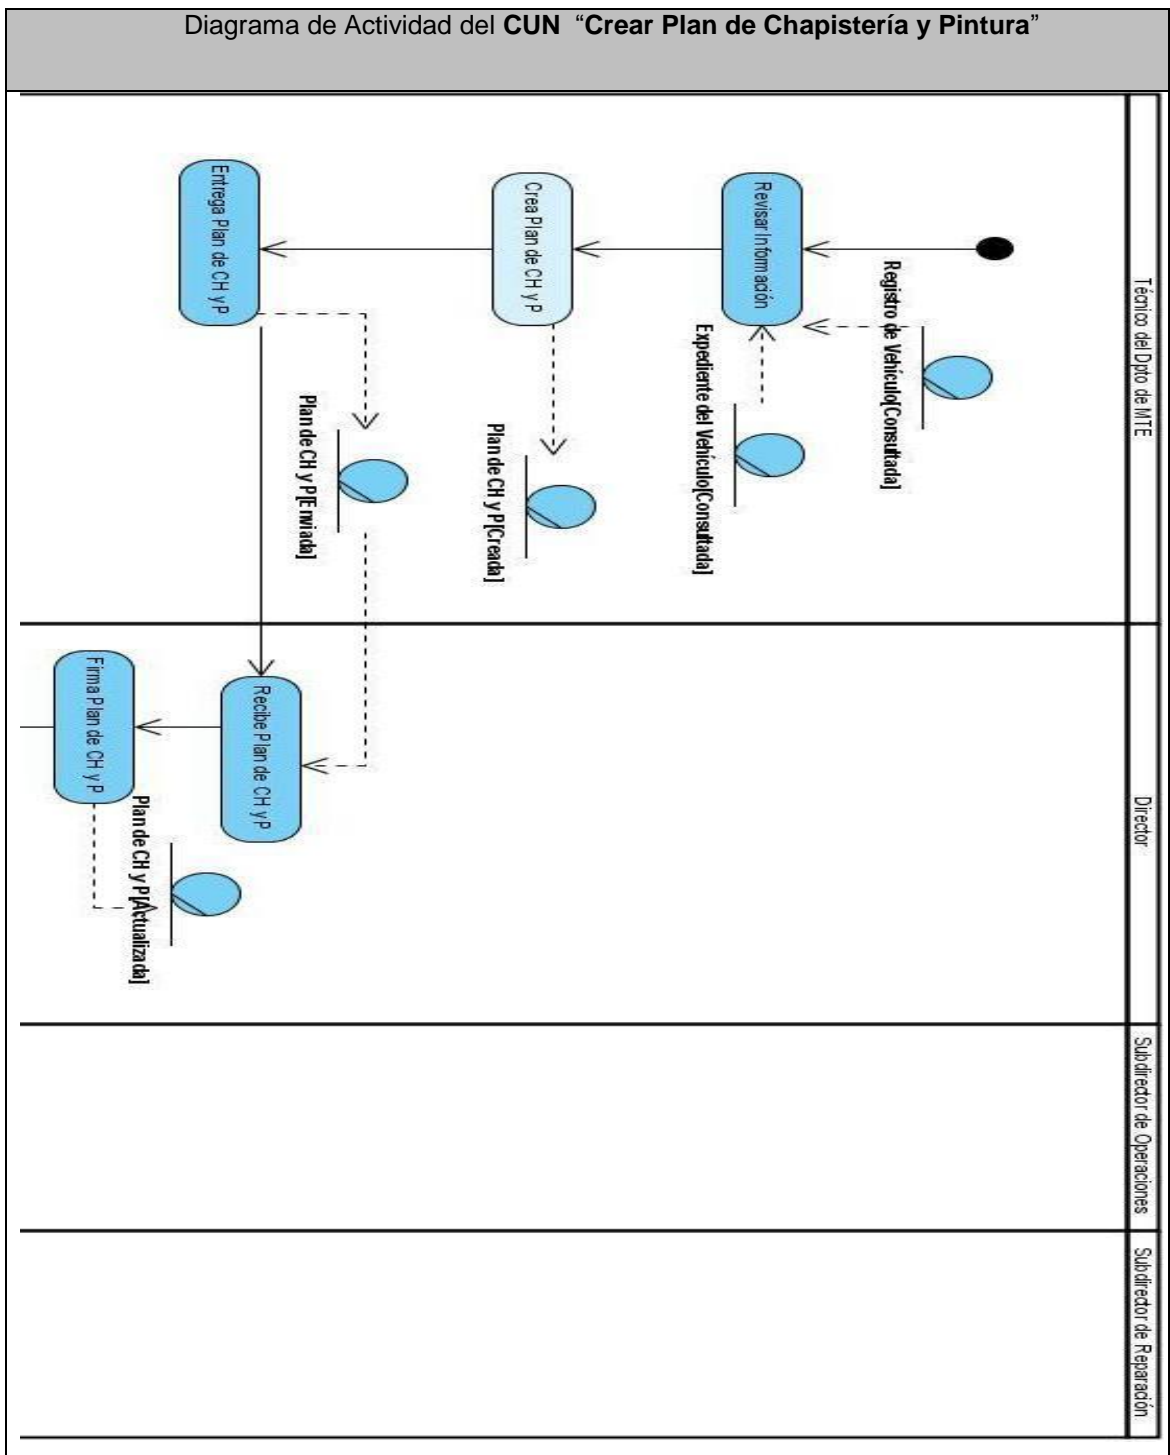 Diagrama de Actividad del CUN “Crear Plan de Chapistería y Pintura”
Técnico del Dpto de MTE
Director
Subdirector de Operaciones
Subdirector de Reparación
Registro de Vehículo[Consultada]
Revisar Información
Expediente del Vehículo[Consultada]
Crea Plan de CH y P
Plan de CH y P[Creada]
Entrega Plan de CH y P
Plan de CH y P[Enviada]
Recibe Plan de CH y P
Firma Plan de CH y P
Plan de CH y P[Actualizada]